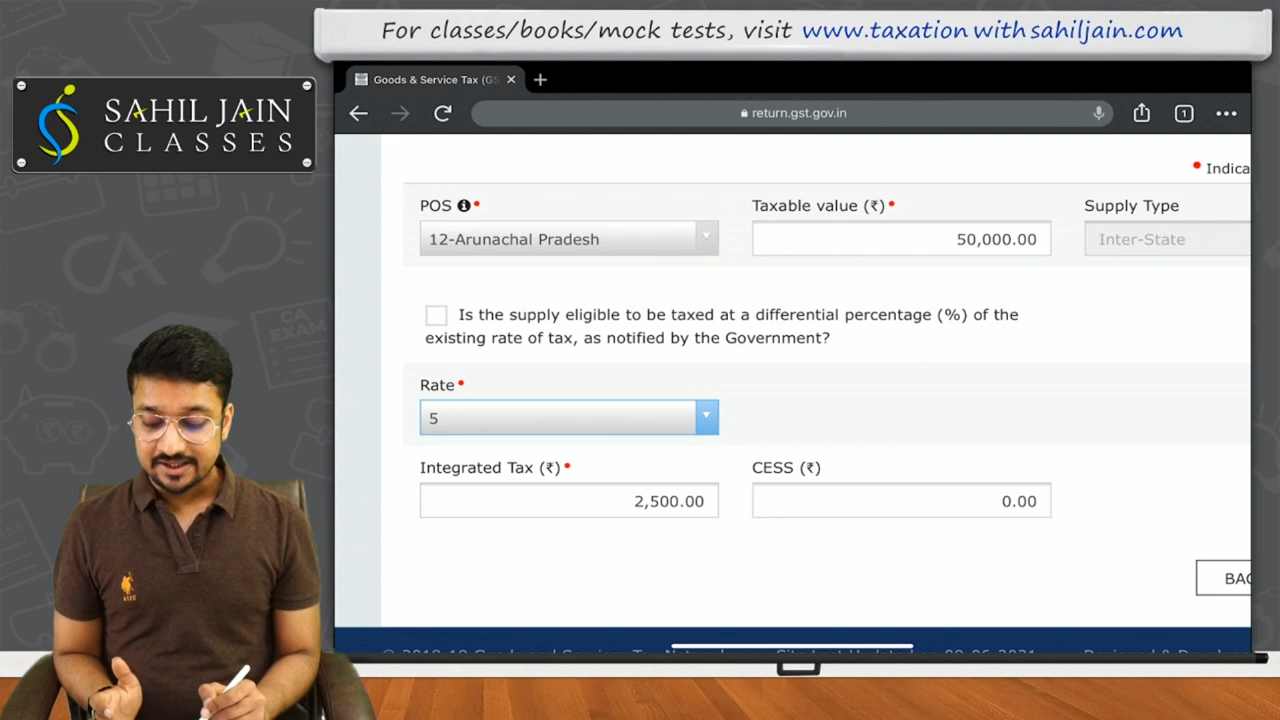 For classes/books/mock tests, visit www.taxationwithsahiljain.com
SAHIL JAIN
CLASSES
Goods & Service Tax (GS
return.gst.gov.in
1
Indica
POS
Taxable value (₹)
Supply Type
12-Arunachal Pradesh
50,000.00
Inter-State
Is the supply eligible to be taxed at a differential percentage (%) of the
existing rate of tax, as notified by the Government?
Rate
5
Integrated Tax (₹)
CESS (₹)
2,500.00
0.00
BAC
CA
EXAM